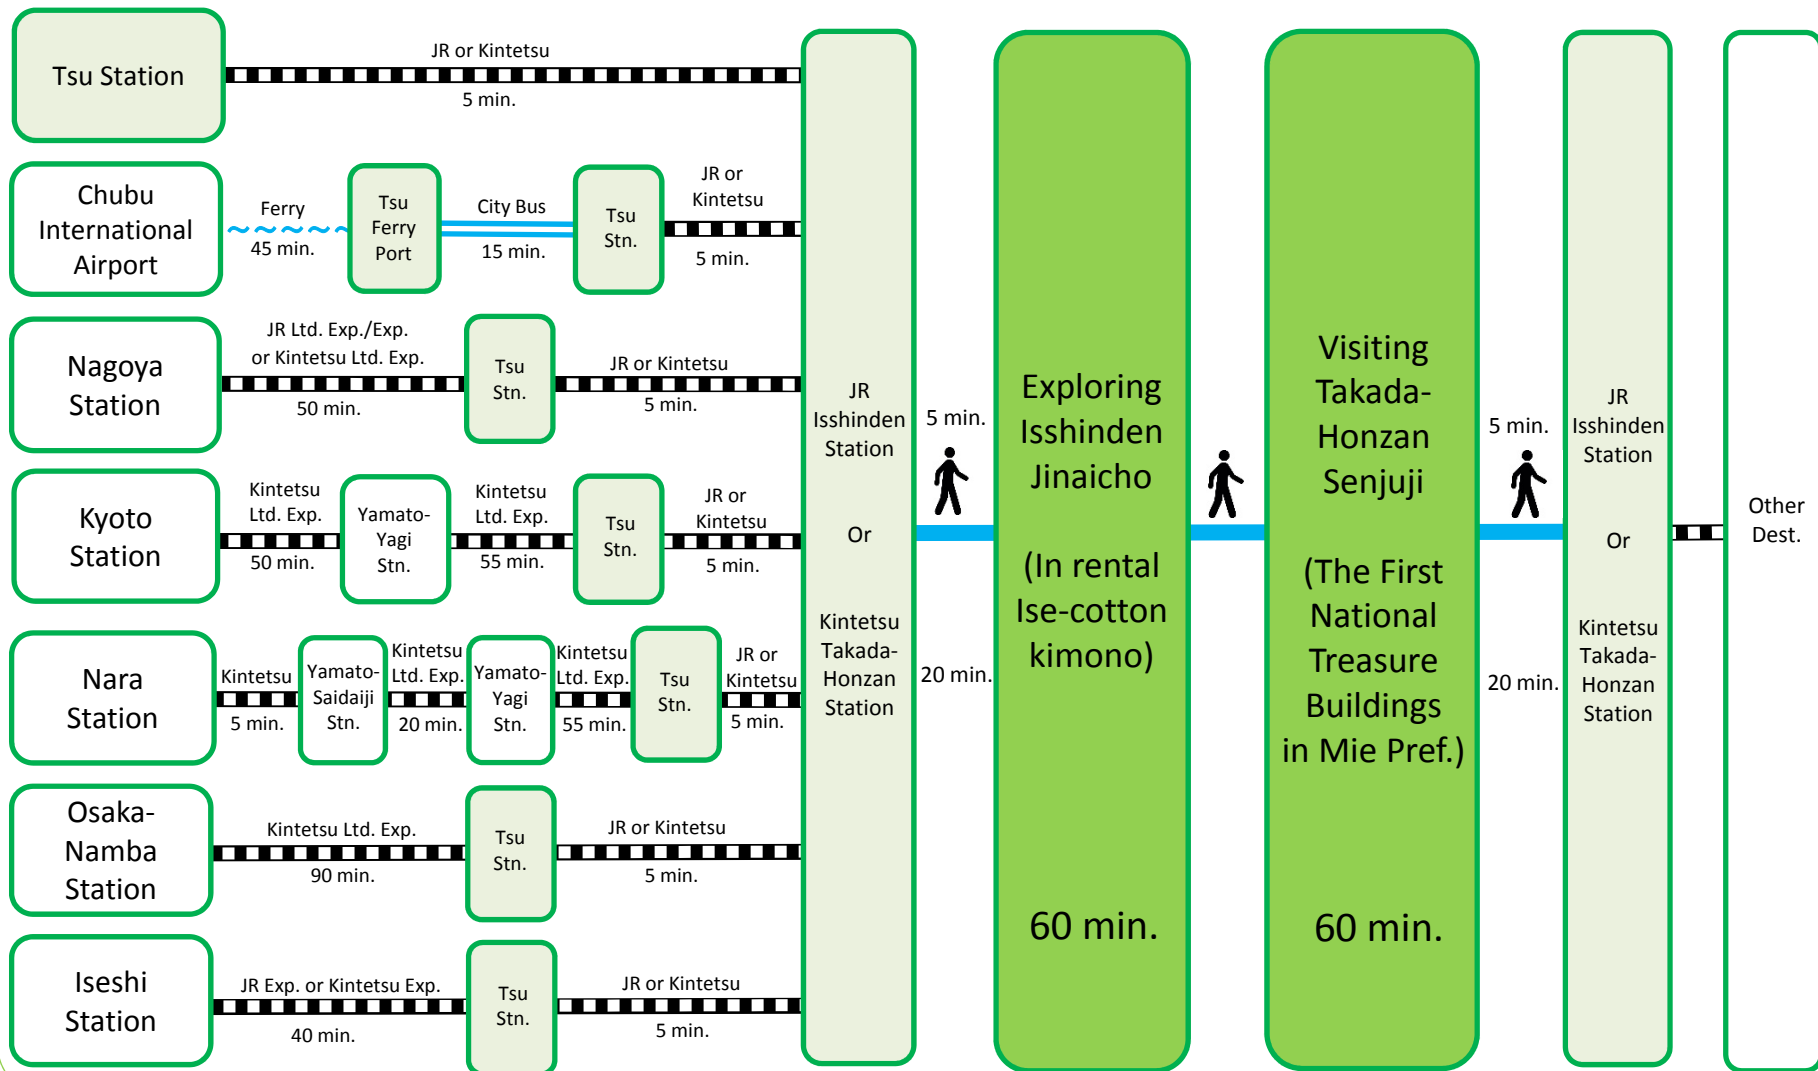 Tsu Station
JR or Kintetsu
5 min.
Chubu
International
Airport
Ferry
45 min.
Tsu
Ferry
Port
City Bus
15 min.
Tsu
Stn.
JR or
Kintetsu
5 min.
Nagoya
Station
JR Ltd. Exp./Exp.
or Kintetsu Ltd. Exp.
50 min.
Tsu
Stn.
JR or Kintetsu
5 min.
Kyoto
Station
Kintetsu
Ltd. Exp.
50 min.
Yamato-
Yagi
Stn.
Kintetsu
Ltd. Exp.
55 min.
Tsu
Stn.
JR or
Kintetsu
5 min.
Nara
Station
Kintetsu
5 min.
Yamato-
Saidaiji
Stn.
Kintetsu
Ltd. Exp.
20 min.
Yamato-
Yagi
Stn.
Kintetsu
Ltd. Exp.
55 min.
Tsu
Stn.
JR or
Kintetsu
5 min.
Osaka-
Namba
Station
Kintetsu Ltd. Exp.
90 min.
Tsu
Stn.
JR or Kintetsu
5 min.
Iseshi
Station
JR Exp. or Kintetsu Exp.
40 min.
Tsu
Stn.
JR or Kintetsu
5 min.
JR
Isshinden
Station
Or
Kintetsu
Takada-
Honzan
Station
5 min.
20 min.
Exploring
Isshinden
Jinaicho
(In rental
Ise-cotton
kimono)
60 min.
Visiting
Takada-
Honzan
Senjuji
(The First
National
Treasure
Buildings
in Mie Pref.)
60 min.
5 min.
20 min.
JR
Isshinden
Station
Or
Kintetsu
Takada-
Honzan
Station
Other
Dest.